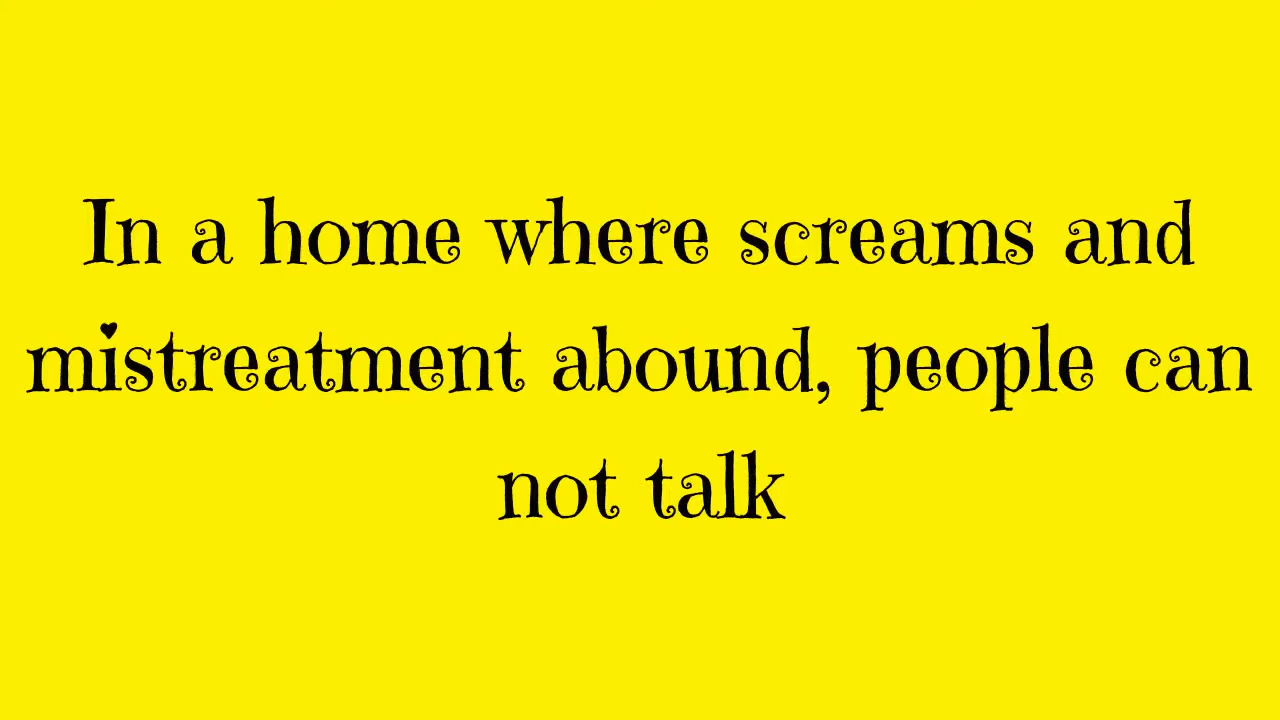 In a home where screams and
mistreatment abound, people can
not talk